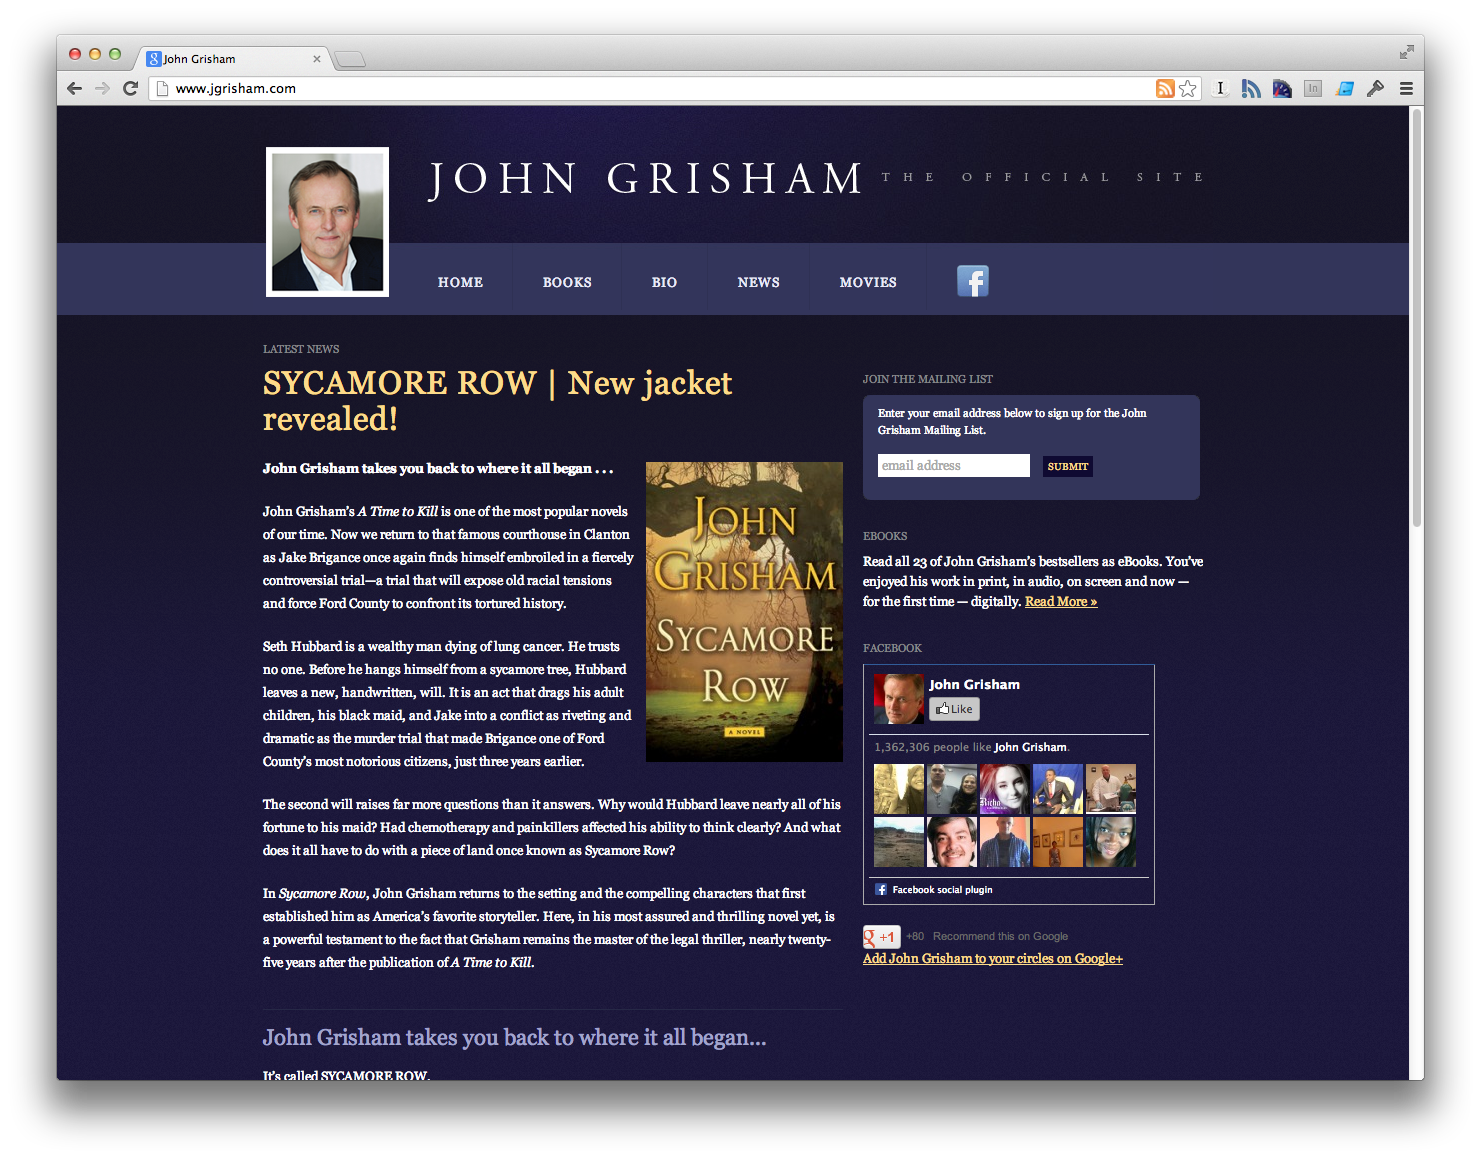 John Grisham
www.jgrisham.com
JOHN GRISHAM THE OFFICIAL SITE
HOME
BOOKS
BIO
NEWS
MOVIES
LATEST NEWS
SYCAMORE ROW | New jacket
revealed!
John Grisham takes you back to where it all began . . .
John Grisham's A Time to Kill is one of the most popular novels
of our time. Now we return to that famous courthouse in Clanton
as Jake Brigance once again finds himself embroiled in a fiercely
controversial trial—a trial that will expose old racial tensions
and force Ford County to confront its tortured history.
Seth Hubbard is a wealthy man dying of lung cancer. He trusts
no one. Before he hangs himself from a sycamore tree, Hubbard
leaves a new, handwritten, will. It is an act that drags his adult
children, his black maid, and Jake into a conflict as riveting and
dramatic as the murder trial that made Brigance one of Ford
County's most notorious citizens, just three years earlier.
JOHN
GRISHAM
SYCAMORE
ROW
A NOVEL
The second will raises far more questions than it answers. Why would Hubbard leave nearly all of his
fortune to his maid? Had chemotherapy and painkillers affected his ability to think clearly? And what
does it all have to do with a piece of land once known as Sycamore Row?
In Sycamore Row, John Grisham returns to the setting and the compelling characters that first
established him as America's favorite storyteller. Here, in his most assured and thrilling novel yet, is
a powerful testament to the fact that Grisham remains the master of the legal thriller, nearly twenty-
five years after the publication of A Time to Kill.
John Grisham takes you back to where it all began...
It's called SYCAMORE ROW.
JOIN THE MAILING LIST
Enter your email address below to sign up for the John
Grisham Mailing List.
email address
SUBMIT
EBOOKS
Read all 23 of John Grisham's bestsellers as eBooks. You've
enjoyed his work in print, in audio, on screen and now —
for the first time — digitally. Read More »
FACEBOOK
John Grisham
Like
1,362,306 people like John Grisham.
Richa
Facebook social plugin
+1 +80 Recommend this on Google
Add John Grisham to your circles on Google+